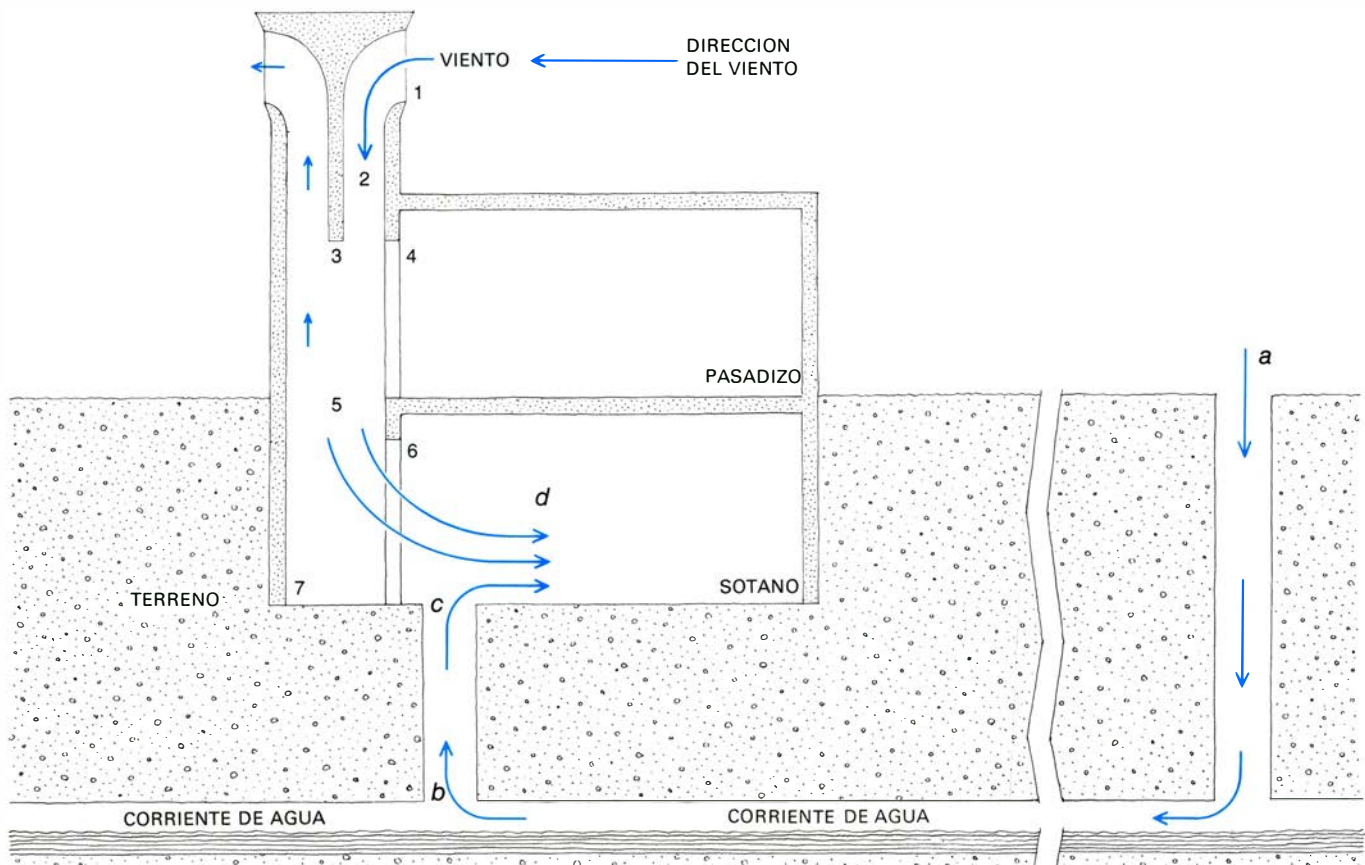 DIRECCION
DEL VIENTO
VIENTO
1
2
3
4
PASADIZO
a
5
6
d
7
TERRENO
c
SOTANO
b
CORRIENTE DE AGUA
CORRIENTE DE AGUA